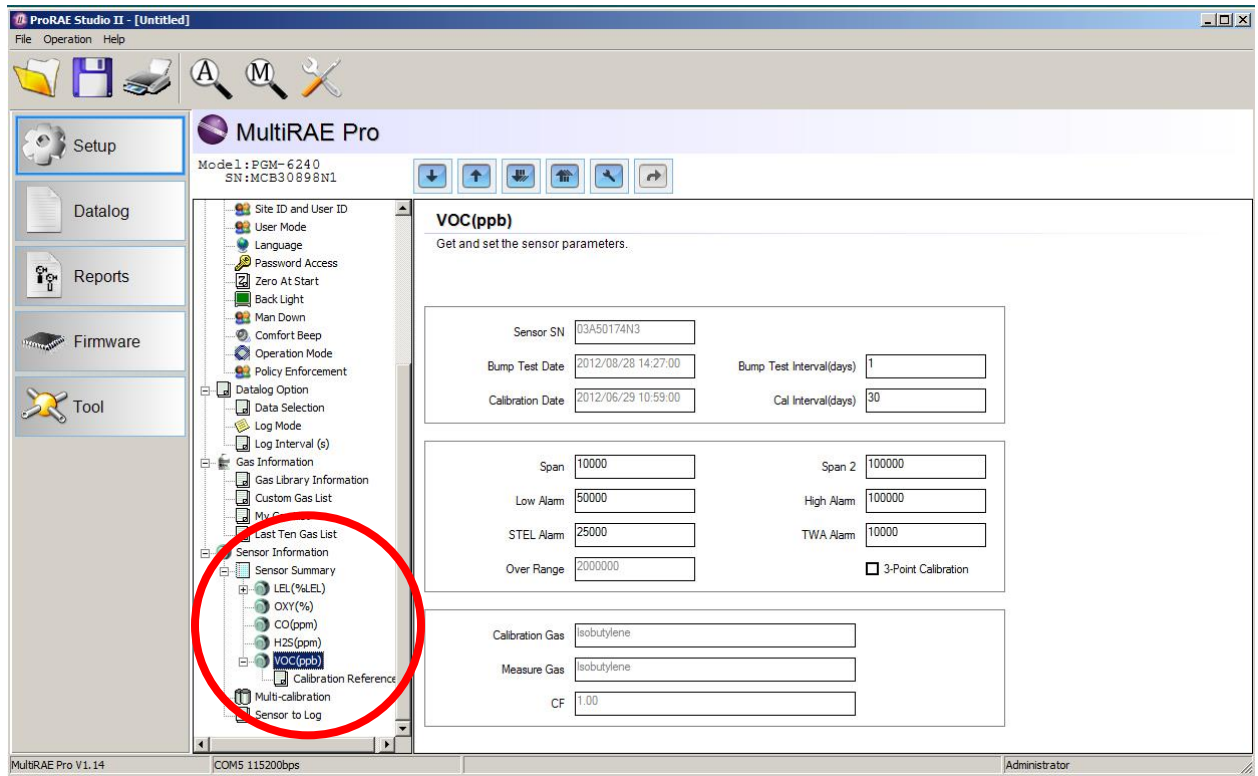 ProRAE Studio II - [Untitled]
File Operation Help
A M
MultiRAE Pro
Model:PGM-6240
SN:MCB30898N1
Setup
Datalog
Reports
Firmware
Tool
Site ID and User ID
User Mode
Language
Password Access
Zero At Start
Back Light
Man Down
Comfort Beep
Operation Mode
Policy Enforcement
Datalog Option
Data Selection
Log Mode
Log Interval (s)
Gas Information
Gas Library Information
Custom Gas List
Last Ten Gas List
Sensor Information
Sensor Summary
LEL(%LEL)
OXY(%)
CO(ppm)
H2S(ppm)
VOC(ppb)
Calibration Reference
Multi-calibration
Sensor to Log
VOC(ppb)
Get and set the sensor parameters.
Sensor SN 03A50174N3
Bump Test Date 2012/08/28 14:27:00 Bump Test Interval(days) 1
Calibration Date 2012/06/29 10:59:00 Cal Interval(days) 30
Span 10000 Span 2 100000
Low Alarm 50000 High Alarm 100000
STEL Alarm 25000 TWA Alarm 10000
Over Range 2000000 3-Point Calibration
Calibration Gas Isobutylene
Measure Gas Isobutylene
CF 1.00
MultiRAE Pro V1.14 COM5 115200bps Administrator